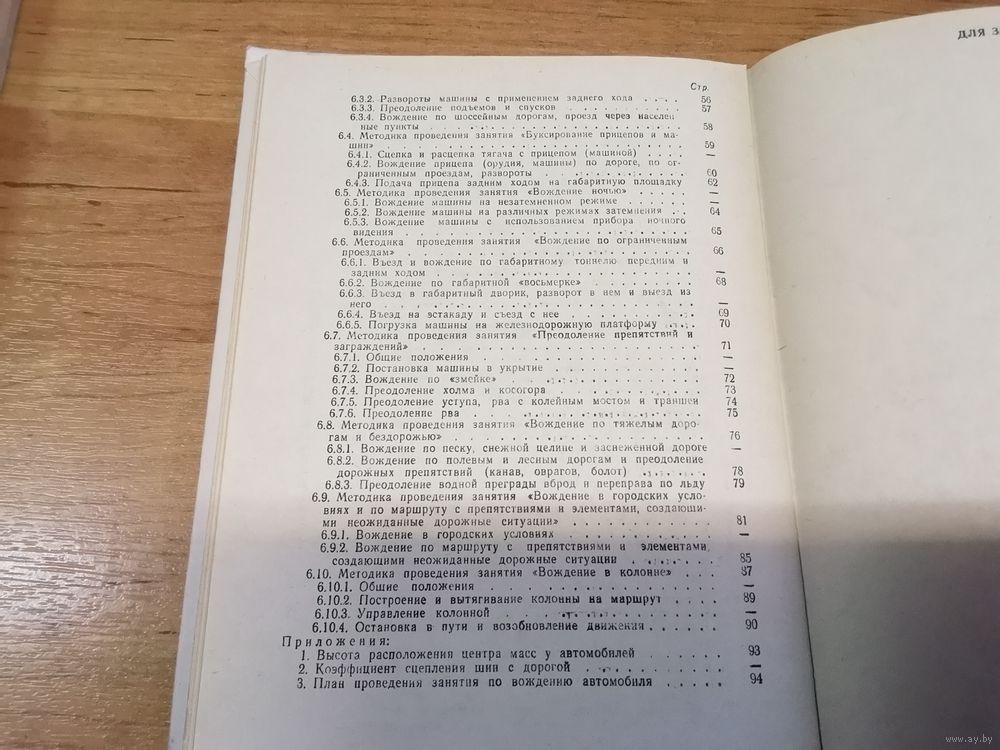 для з
Стр.
6.3.2. Развороты машины с применением заднего хода . . . . 56
6.3.3. Преодоление подъемов и спусков . . . . . . . . . . 57
6.3.4. Вождение по шоссейным дорогам, проезд через населен
ные пункты . . . . . . . . . . . . . . . . . . . . 58
6.4. Методика проведения занятия «Буксирование прицепов и ма-
шин» . . . . . . . . . . . . . . . . . . . . . . 59
6.4.1. Сцепка и расцепка тягача с прицепом (машиной) . . . . —
6.4.2. Вождение прицепа (орудия, машины) по дороге, по ог-
раниченным проездам, развороты . . . . . . . . . . . 60
6.4.3. Подача прицепа задним ходом на габаритную площадку 62
6.5. Методика проведения занятия «Вождение ночью» . . . . . —
6.5.1. Вождение машины на незатемненном режиме . . . . . . —
6.5.2. Вождение машины на различных режимах затемнения . . 64
6.5.3. Вождение машины с использованием прибора ночного
видения . . . . . . . . . . . . . . . . . . . . . 65
6.6. Методика проведения занятия «Вождение по ограниченным
проездам» . . . . . . . . . . . . . . . . . . . . 66
6.6.1. Въезд и вождение по габаритному тоннелю передним и
задним ходом . . . . . . . . . . . . . . . . . . . —
6.6.2. Вождение по габаритной «восьмерке» . . . . . . . . 68
6.6.3. Въезд в габаритный дворик, разворот в нем и выезд из
него . . . . . . . . . . . . . . . . . . . . . . —
6.6.4. Въезд на эстакаду и съезд с нее . . . . . . . . . . 69
6.6.5. Погрузка машины на железнодорожную платформу . . . 70
6.7. Методика проведения занятия «Преодоление препятствий и
заграждений» . . . . . . . . . . . . . . . . . . . 71
6.7.1. Общие положения . . . . . . . . . . . . . . . . —
6.7.2. Постановка машины в укрытие . . . . . . . . . . . —
6.7.3. Вождение по «змейке» . . . . . . . . . . . . . . 72
6.7.4. Преодоление холма и косогора . . . . . . . . . . . 73
6.7.5. Преодоление уступа, рва с колейным мостом и траншеи 74
6.7.6. Преодоление рва . . . . . . . . . . . . . . . . 75
6.8. Методика проведения занятия «Вождение по тяжелым доро-
гам и бездорожью» . . . . . . . . . . . . . . . . . 76
6.8.1. Вождение по песку, снежной целине и заснеженной дороге —
6.8.2. Вождение по полевым и лесным дорогам и преодоление
дорожных препятствий (канав, оврагов, болот) . . . . . 78
6.8.3. Преодоление водной преграды вброд и переправа по льду 79
6.9. Методика проведения занятия «Вождение в городских усло-
виях и по маршруту с препятствиями и элементами, создающи-
ми неожиданные дорожные ситуации» . . . . . . . . . . 81
6.9.1. Вождение в городских условиях . . . . . . . . . . —
6.9.2. Вождение по маршруту с препятствиями и элементами,
создающими неожиданные дорожные ситуации . . . . . . 85
6.10. Методика проведения занятия «Вождение в колонне» . . . 87
6.10.1. Общие положения . . . . . . . . . . . . . . . —
6.10.2. Построение и вытягивание колонны на маршрут . . . . 89
6.10.3. Управление колонной . . . . . . . . . . . . . . —
6.10.4. Остановка в пути и возобновление движения . . . . . . 90
Приложения:
1. Высота расположения центра масс у автомобилей . . . . . 93
2. Коэффициент сцепления шин с дорогой . . . . . . . . . —
3. План проведения занятия по вождению автомобиля . . . . . 94
www.ay.by